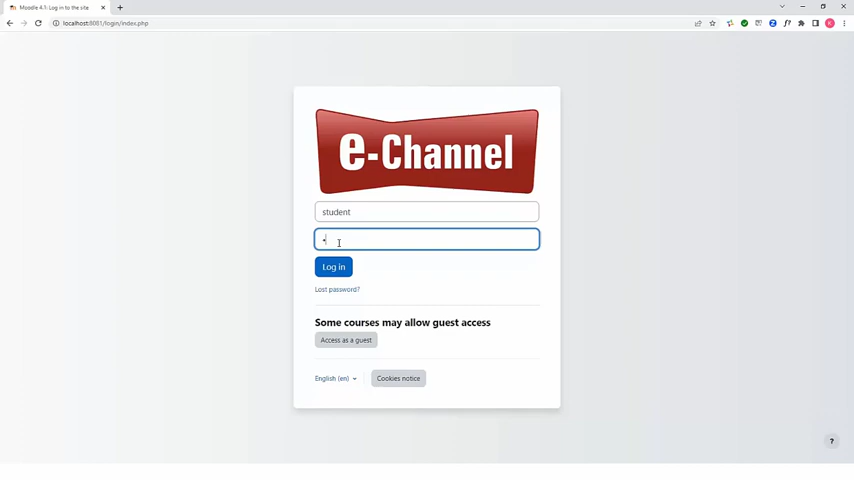 Moodle 4.1: Log in to the site
localhost:8081/login/index.php
K
e-Channel
student
Log in
Lost password?
Some courses may allow guest access
Access as a guest
English (en)
Cookies notice
?